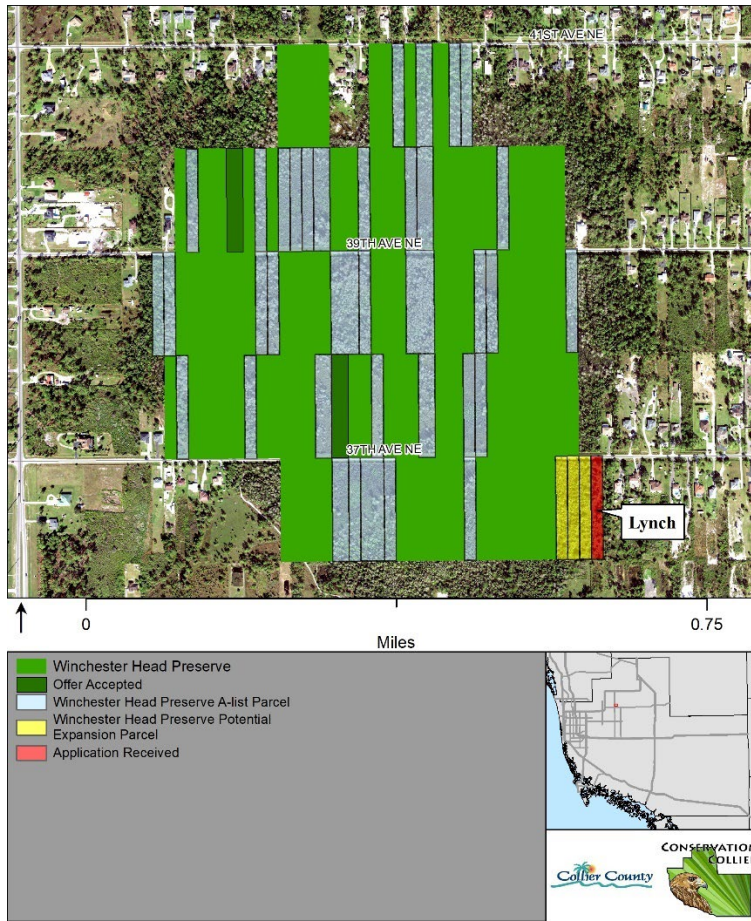 41ST AVE NE
39TH AVE NE
37TH AVE NE
Lynch
0
0.75
Miles
Winchester Head Preserve
Offer Accepted
Winchester Head Preserve A-list Parcel
Winchester Head Preserve Potential
Expansion Parcel
Application Received
CONSERVATION
COLLIER
Collier County